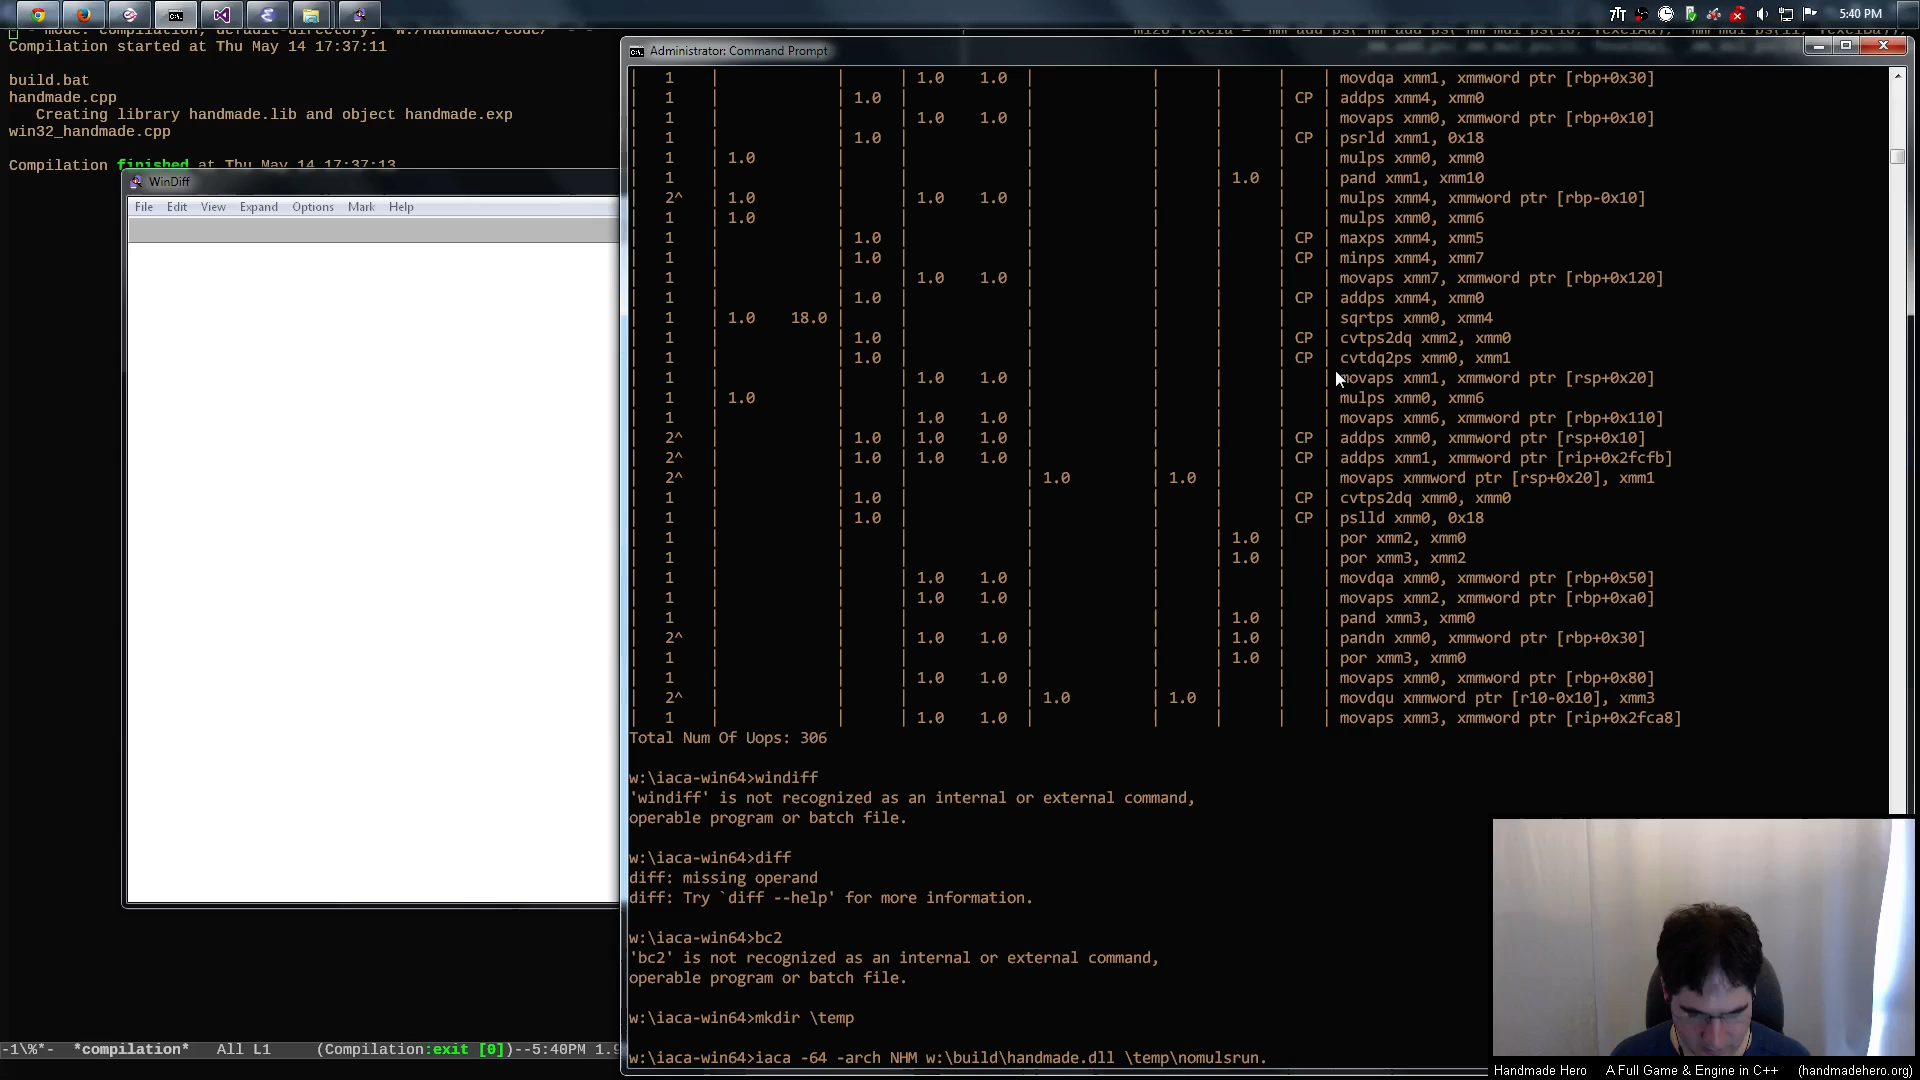 5:40 PM
Compilation started at Thu May 14 17:37:11
build.bat
handmade.cpp
Creating library handmade.lib and object handmade.exp
win32_handmade.cpp
Compilation finished at Thu May 14 17:37:13
WinDiff
File Edit View Expand Options Mark Help
Administrator: Command Prompt
| 1 | | | 1.0 1.0 | | | | | movdqa xmm1, xmmword ptr [rbp+0x30]
| 1 | | 1.0 | | | | | CP | addps xmm4, xmm0
| 1 | | | 1.0 1.0 | | | | | movaps xmm0, xmmword ptr [rbp+0x10]
| 1 | | 1.0 | | | | | CP | psrld xmm1, 0x18
| 1 | 1.0 | | | | | | | mulps xmm0, xmm0
| 1 | | | | | | 1.0 | | pand xmm1, xmm10
| 2^ | 1.0 | | 1.0 1.0 | | | | | mulps xmm4, xmmword ptr [rbp-0x10]
| 1 | 1.0 | | | | | | | mulps xmm0, xmm6
| 1 | | 1.0 | | | | | CP | maxps xmm4, xmm5
| 1 | | 1.0 | | | | | CP | minps xmm4, xmm7
| 1 | | | 1.0 1.0 | | | | | movaps xmm7, xmmword ptr [rbp+0x120]
| 1 | | 1.0 | | | | | CP | addps xmm4, xmm0
| 1 | 1.0 18.0 | | | | | | | sqrtps xmm0, xmm4
| 1 | | 1.0 | | | | | CP | cvtps2dq xmm2, xmm0
| 1 | | 1.0 | | | | | CP | cvtdq2ps xmm0, xmm1
| 1 | | | 1.0 1.0 | | | | | movaps xmm1, xmmword ptr [rsp+0x20]
| 1 | 1.0 | | | | | | | mulps xmm0, xmm6
| 1 | | | 1.0 1.0 | | | | | movaps xmm6, xmmword ptr [rbp+0x110]
| 2^ | | 1.0 | 1.0 1.0 | | | | CP | addps xmm0, xmmword ptr [rsp+0x10]
| 2^ | | 1.0 | 1.0 1.0 | | | | CP | addps xmm1, xmmword ptr [rip+0x2fcfb]
| 2^ | | | | 1.0 | 1.0 | | | movaps xmmword ptr [rsp+0x20], xmm1
| 1 | | 1.0 | | | | | CP | cvtps2dq xmm0, xmm0
| 1 | | 1.0 | | | | | CP | pslld xmm0, 0x18
| 1 | | | | | | 1.0 | | por xmm2, xmm0
| 1 | | | | | | 1.0 | | por xmm3, xmm2
| 1 | | | 1.0 1.0 | | | | | movdqa xmm0, xmmword ptr [rbp+0x50]
| 1 | | | 1.0 1.0 | | | | | movaps xmm2, xmmword ptr [rbp+0xa0]
| 1 | | | | | | 1.0 | | pand xmm3, xmm0
| 2^ | | | 1.0 1.0 | | | 1.0 | | pandn xmm0, xmmword ptr [rbp+0x30]
| 1 | | | | | | 1.0 | | por xmm3, xmm0
| 1 | | | 1.0 1.0 | | | | | movaps xmm0, xmmword ptr [rbp+0x80]
| 2^ | | | | 1.0 | 1.0 | | | movdqu xmmword ptr [r10-0x10], xmm3
| 1 | | | 1.0 1.0 | | | | | movaps xmm3, xmmword ptr [rip+0x2fca8]
Total Num Of Uops: 306
w:\iaca-win64>windiff
'windiff' is not recognized as an internal or external command,
operable program or batch file.
w:\iaca-win64>diff
diff: missing operand
diff: Try `diff --help' for more information.
w:\iaca-win64>bc2
'bc2' is not recognized as an internal or external command,
operable program or batch file.
w:\iaca-win64>mkdir \temp
w:\iaca-win64>iaca -64 -arch NHM w:\build\handmade.dll \temp\nomulsrun.
-1\%*- *compilation* All L1 (Compilation:exit [0])--5:40PM 1.9
Handmade Hero A Full Game & Engine in C++ (handmadehero.org)